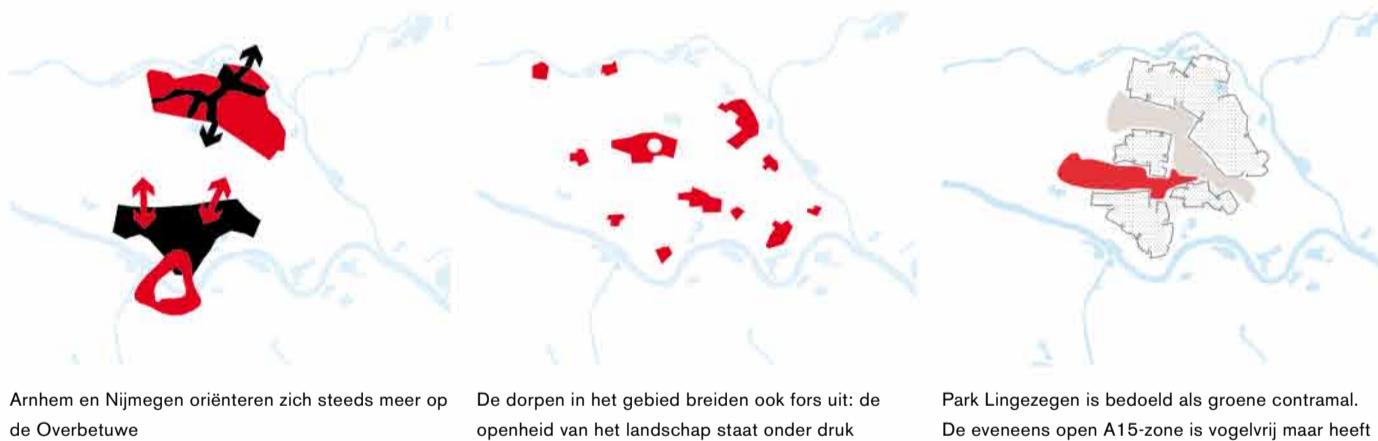 Arnhem en Nijmegen oriënteren zich steeds meer op
de Overbetuwe
De dorpen in het gebied breiden ook fors uit: de
openheid van het landschap staat onder druk
Park Lingezegen is bedoeld als groene contramal.
De eveneens open A15-zone is vogelvrij maar heeft